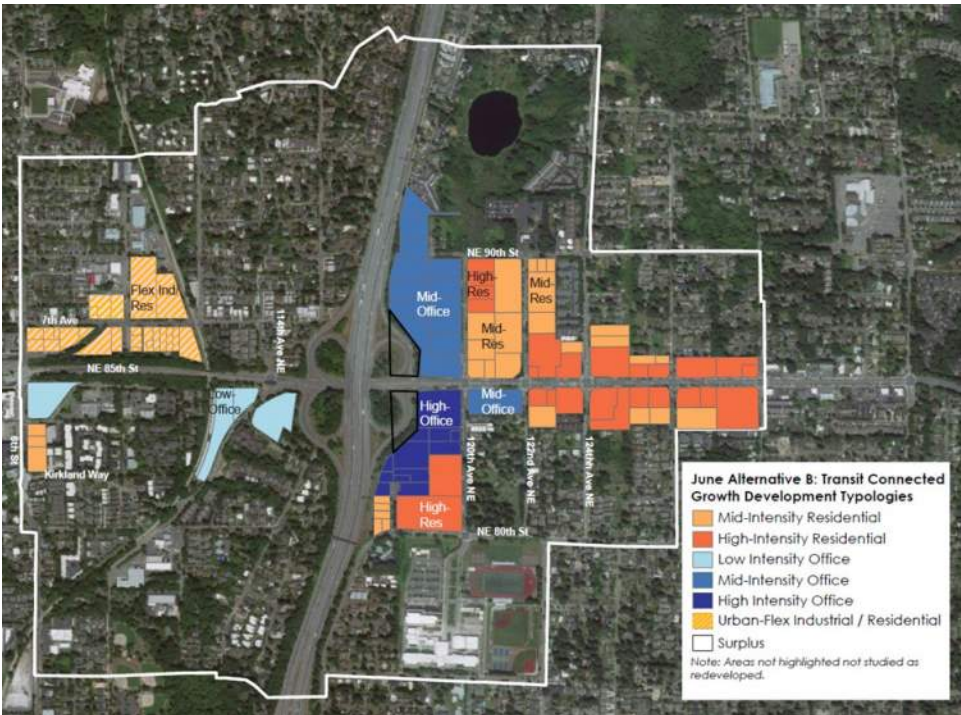 NE 90th St
High-
Res
Mid-
Res
Flex Ind
Res
Mid-
Office
7th Ave
114th Ave NE
Mid-
Res
NE 85th St
Low-
Office
High-
Office
Mid-
Office
6th St
120th Ave NE
122nd Ave NE
124thh Ave NE
Kirkland Way
High-
Res
NE 80th St
June Alternative B: Transit Connected
Growth Development Typologies
Mid-Intensity Residential
High-Intensity Residential
Low Intensity Office
Mid-Intensity Office
High Intensity Office
Urban-Flex Industrial / Residential
Surplus
Note: Areas not highlighted not studied as
redeveloped.